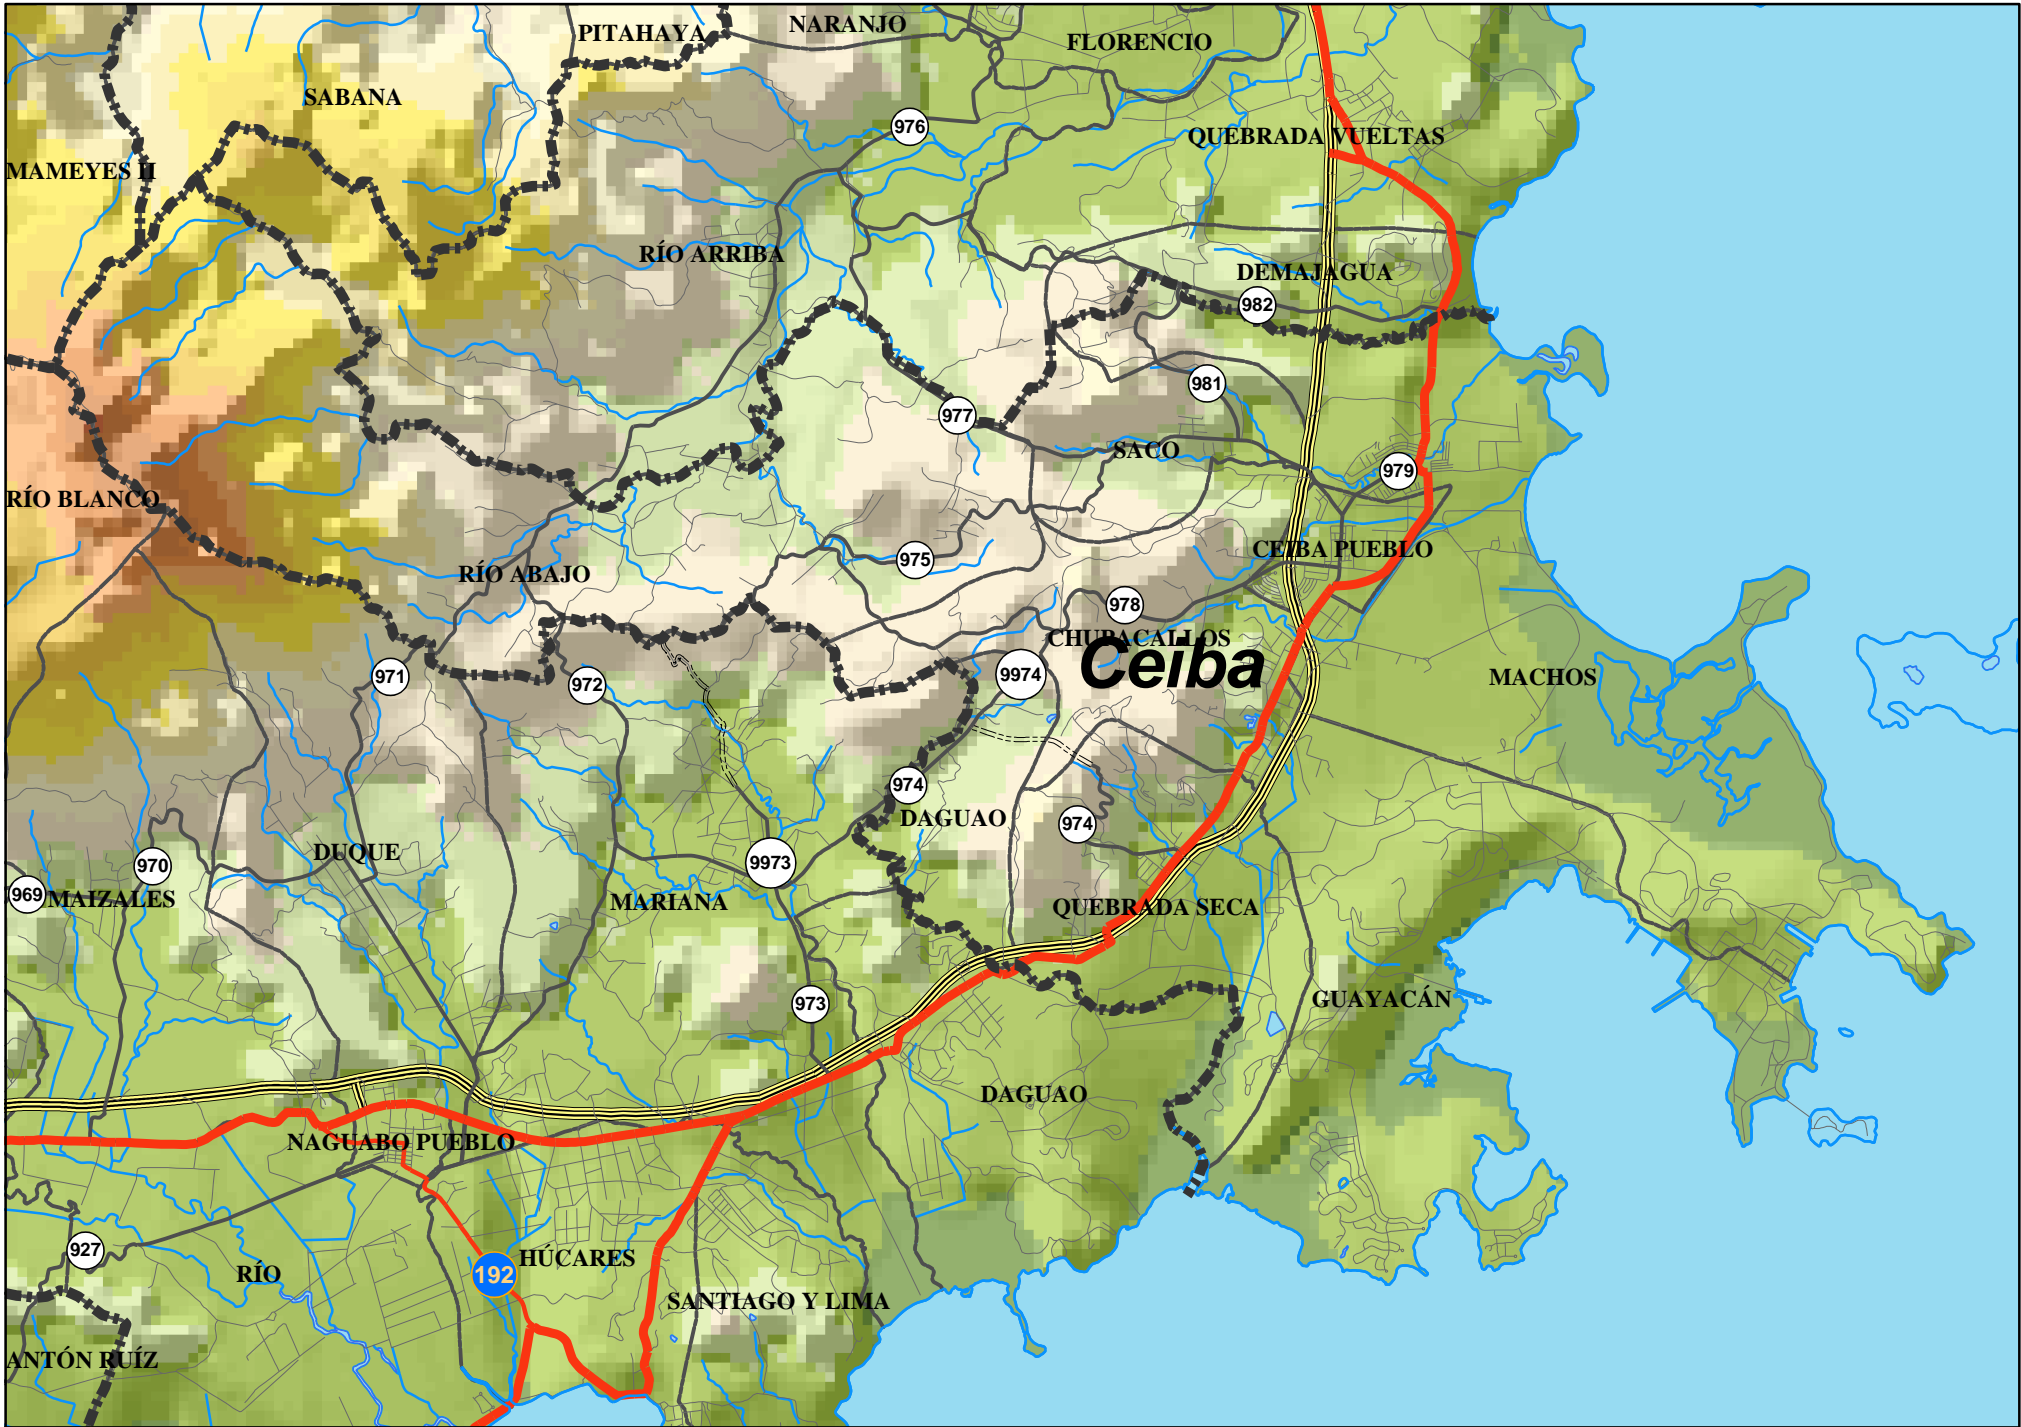 NARANJO
PITAHAYA
FLORENCIO
SABANA
976
QUEBRADA VUELTAS
MAMEYES II
RÍO ARRIBA
DEMAJAGUA
982
981
977
SACO
979
RÍO BLANCO
CEIBA PUEBLO
975
RÍO ABAJO
978
CHUPACALLOS
Ceiba
9974
971
MACHOS
972
974
DAGUAO
974
DUQUE
9973
970
969
MAIZALES
MARIANA
QUEBRADA SECA
GUAYACÁN
973
DAGUAO
NAGUABO PUEBLO
927
HÚCARES
RÍO
192
SANTIAGO Y LIMA
ANTÓN RUÍZ